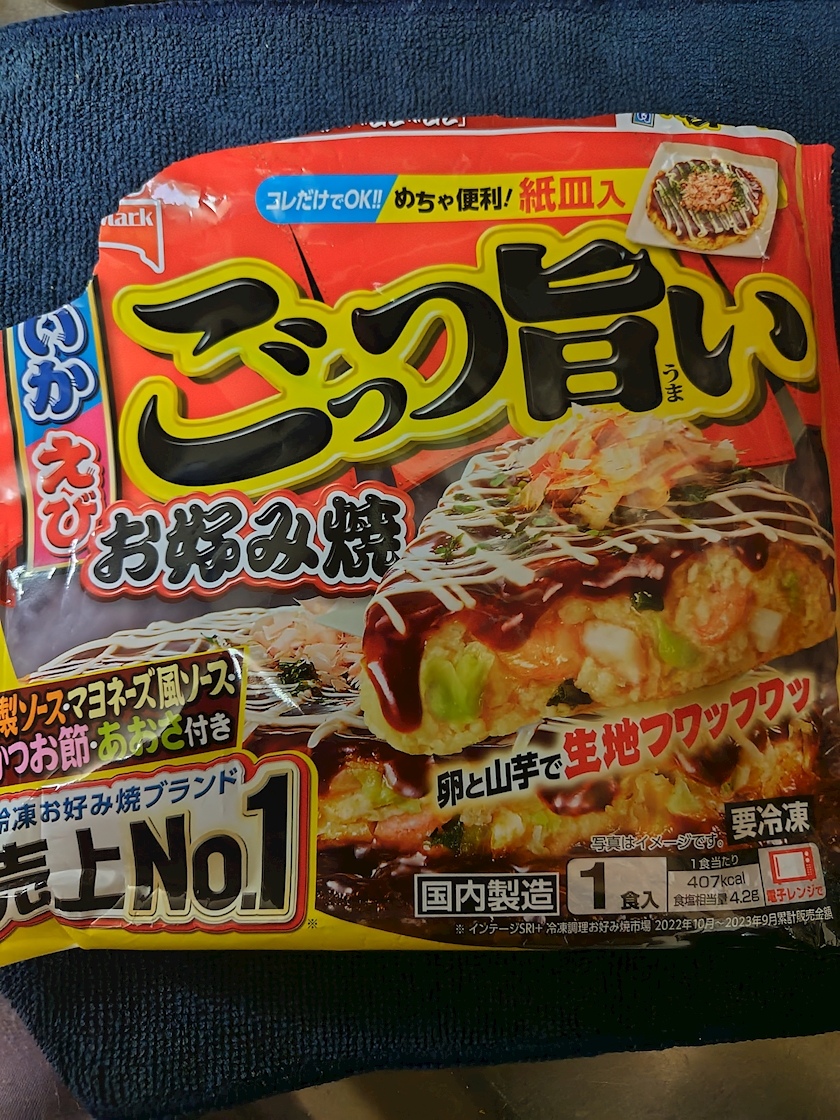 コレだけでOK!! めちゃ便利! 紙皿入
ごっつ旨い
うま
いか
えび
お好み焼
製ソース・マヨネーズ風ソース・
かつお節・あおさ付き
冷凍お好み焼ブランド
売上No.1
※
卵と山芋で生地フワッフワッ
写真はイメージです。
要冷凍
国内製造
1食入
1食当たり
407kcal
食塩相当量 4.2g
電子レンジで
※ インテージSRI+ 冷凍調理お好み焼市場 2022年10月~2023年9月累計販売金額